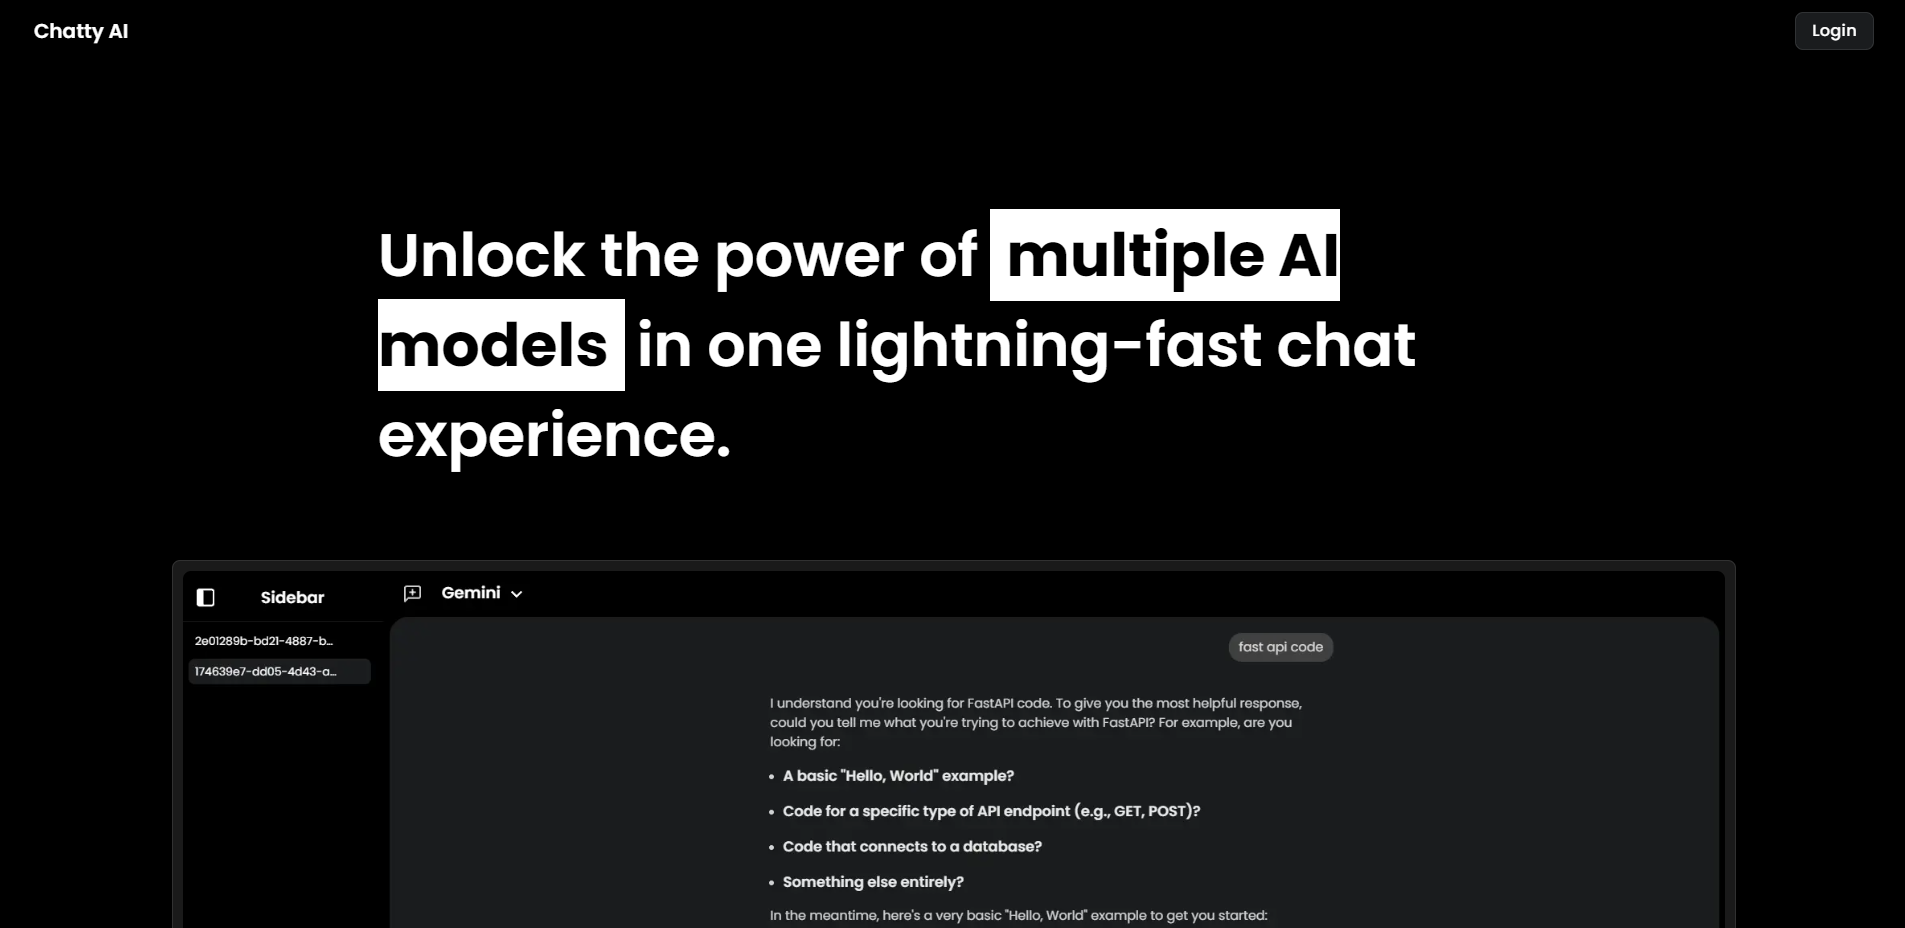 Chatty AI
Login
Unlock the power of multiple AI
models in one lightning-fast chat
experience.
Sidebar
Gemini
2e01289b-bd21-4887-b...
174639e7-dd05-4d43-a...
fast api code
I understand you're looking for FastAPI code. To give you the most helpful response,
could you tell me what you're trying to achieve with FastAPI? For example, are you
looking for:
• A basic "Hello, World" example?
• Code for a specific type of API endpoint (e.g., GET, POST)?
• Code that connects to a database?
• Something else entirely?
In the meantime, here's a very basic "Hello, World" example to get you started: